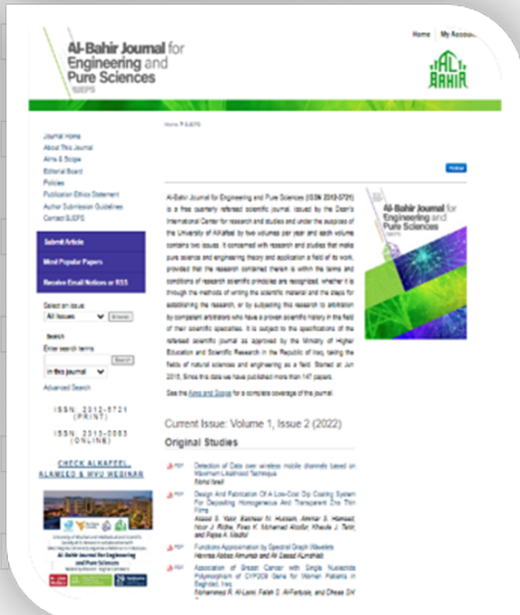 Al-Bahir Journal for
Engineering and
Pure Sciences
BJEPS
Home
My Accou
AL
BAHIR
Home > BJEPS
Journal Home
About This Journal
Aims & Scope
Editorial Board
Policies
Publication Ethics Statement
Author Submission Guidelines
Contact BJEPS
Submit Article
Most Popular Papers
Receive Email Notices or RSS
Select an issue:
All Issues
Browse
Search
Enter search terms:
Search
in this journal
Advanced Search
ISSN: 2312-5721
(PRINT)
ISSN: 2313-0083
(ONLINE)
CHECK ALKAFEEL,
ALAMEED & WVU WEBINAR
Al-Bahir Journal for Engineering
and Pure Sciences
Follow
Al-Bahir Journal for Engineering and Pure Sciences (ISSN 2312-5721)
is a free quarterly refereed scientific journal, issued by the Dean's
International Center for research and studies and under the auspices of
the University of AlKafeel by two volumes per year and each volume
contains two issues. It concerned with research and studies that make
pure science and engineering theory and application a field of its work,
provided that the research contained therein is within the terms and
conditions of research scientific principles are recognized, whether it is
through the methods of writing the scientific material and the steps for
establishing the research, or by subjecting this research to arbitration
by competent arbitrators who have a proven scientific history in the field
of their scientific specialties. It is subject to the specifications of the
refereed scientific journal as approved by the Ministry of Higher
Education and Scientific Research in the Republic of Iraq, taking the
fields of natural sciences and engineering as a field. Started at Jun
2015, Since this date we have published more than 147 papers.
See the Aims and Scope for a complete coverage of the journal.
Al-Bahir Journal for
Engineering and
Pure Sciences
Current Issue: Volume 1, Issue 2 (2022)
Original Studies
PDF
Detection of Data over wireless mobile channels based on
Maximum Likelihood Technique
PDF
Design And Fabrication Of A Low-Cost Dip Coating System
For Depositing Homogeneous And Transparent Zno Thin
Films
PDF
Functions Approximation by Spectral Graph Wavelets
PDF
Association of Breast Cancer with Single Nucleotide
Polymorphism of CYP2D6 Gene for Women Patients in
Baghdad, Iraq